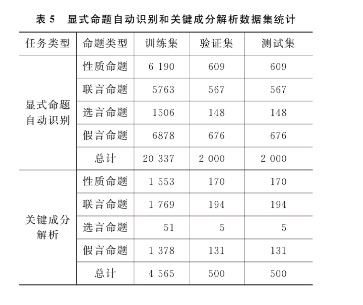 表 5 显式命题自动识别和关键成分解析数据集统计
任务类型 命题类型 训练集 验证集 测试集
显式命题
自动识别
性质命题 6 190 609 609
联言命题 5763 567 567
选言命题 1506 148 148
假言命题 6878 676 676
总计 20 337 2 000 2 000
关键成分
解析
性质命题 1 553 170 170
联言命题 1 769 194 194
选言命题 51 5 5
假言命题 1 378 131 131
总计 4 565 500 500